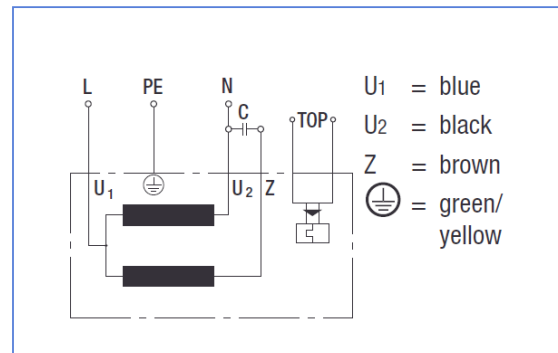 L PE N
C
TOP
U1 U2 Z
U1 = blue
U2 = black
Z = brown
= green/
yellow